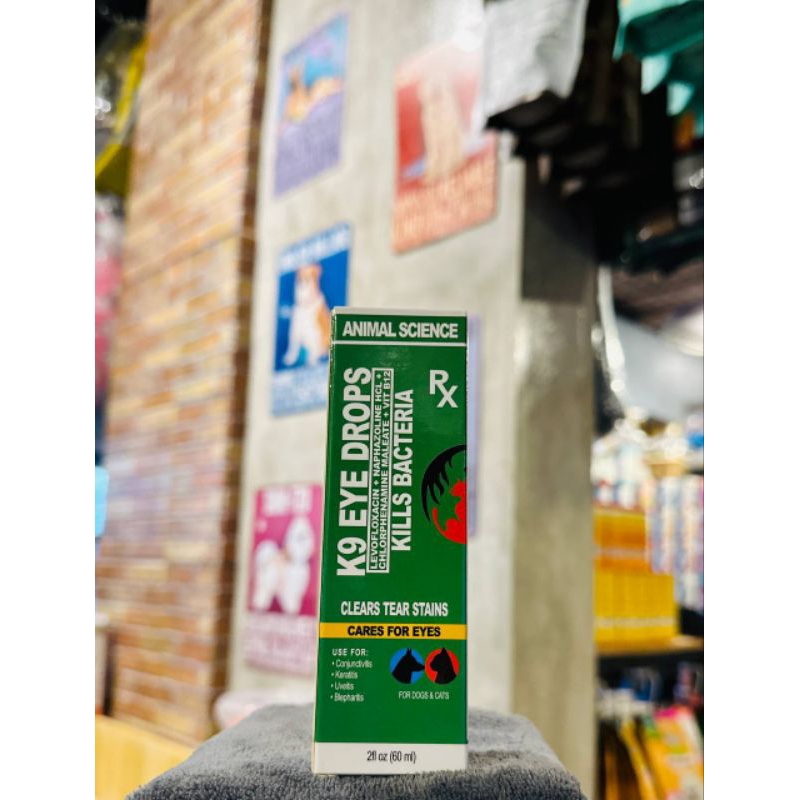 ANIMAL SCIENCE
Rx
K9 EYE DROPS
LEVOFLOXACIN + NAPHAZOLINE HCL +
CHLORPHENAMINE MALEATE + VIT B12
KILLS BACTERIA
CLEARS TEAR STAINS
CARES FOR EYES
USE FOR:
• Conjunctivitis
• Keratitis
• Uveitis
• Blepharitis
FOR DOGS & CATS
2fl oz (60 ml)